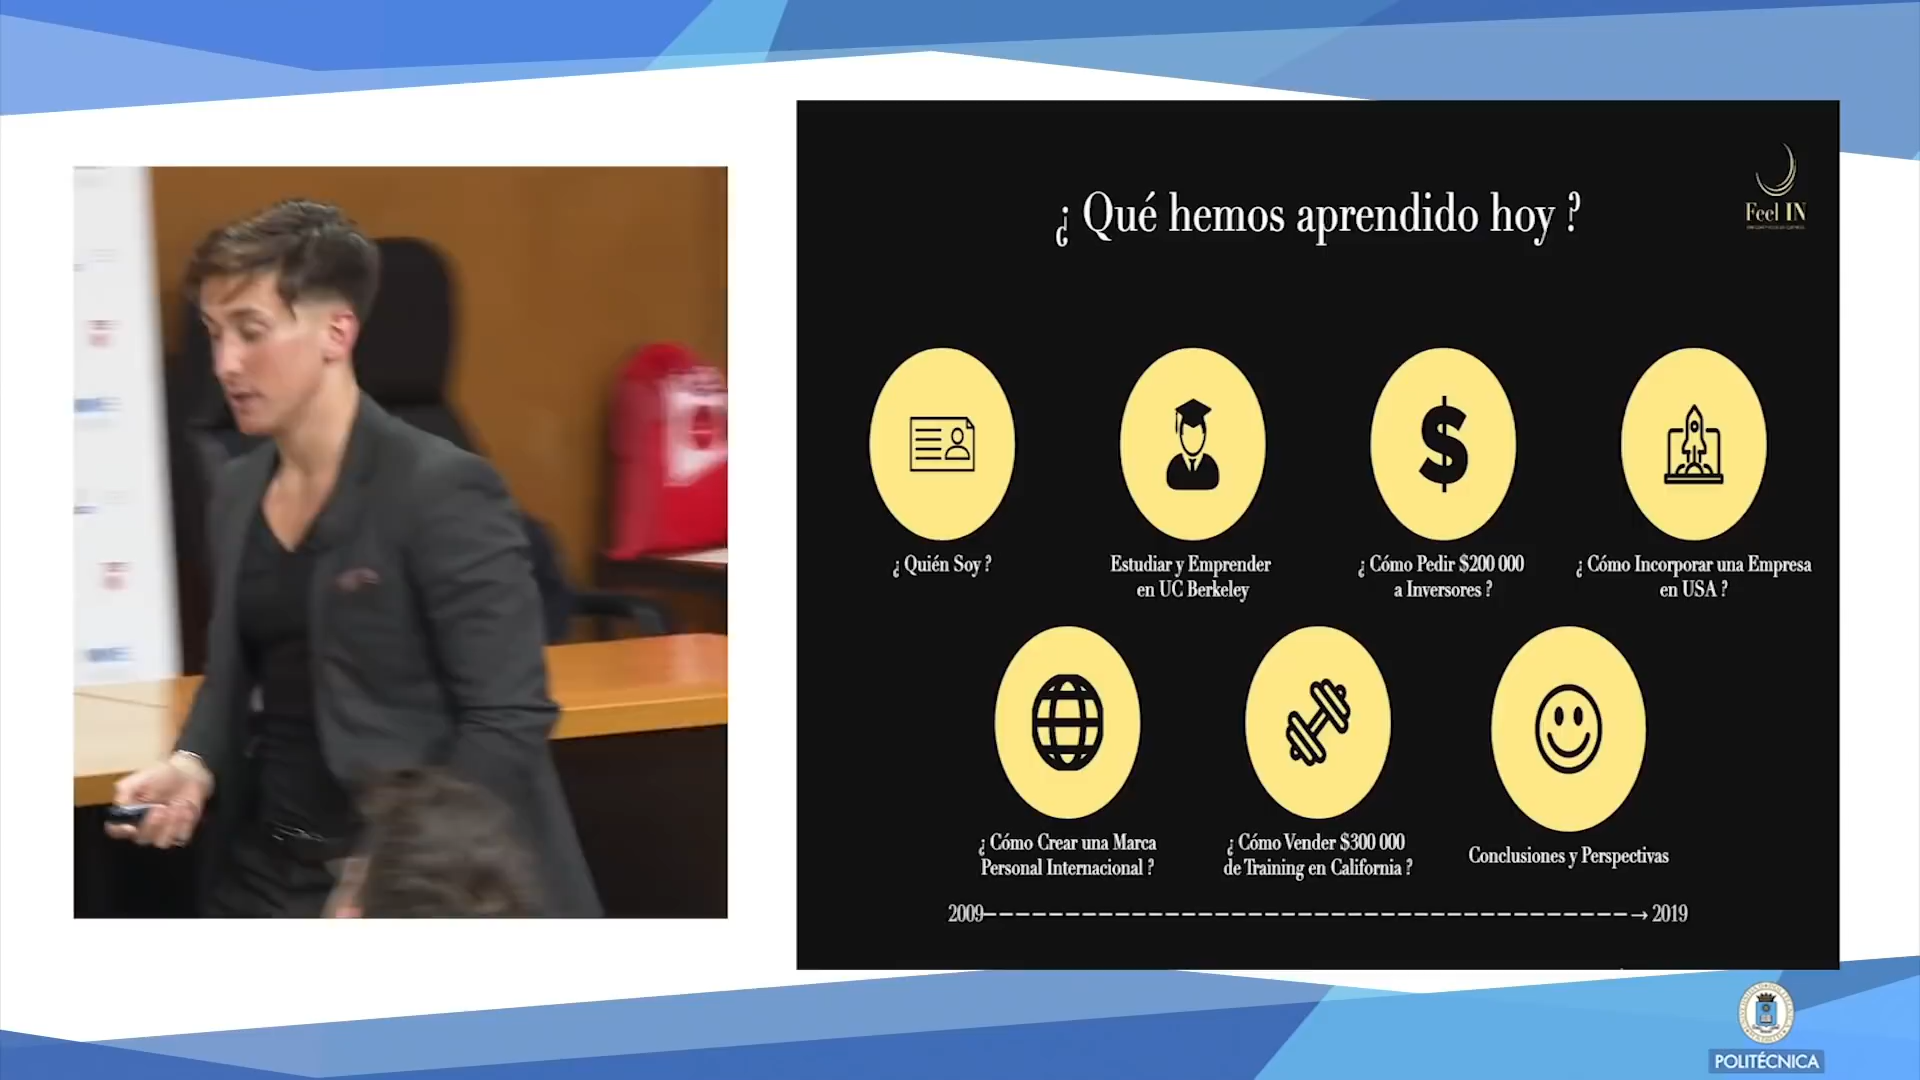 ¿ Qué hemos aprendido hoy ?
Feel IN
$
¿ Quién Soy ?
Estudiar y Emprender
en UC Berkeley
¿ Cómo Pedir $200 000
a Inversores ?
¿ Cómo Incorporar una Empresa
en USA ?
¿ Cómo Crear una Marca
Personal Internacional ?
¿ Cómo Vender $300 000
de Training en California ?
Conclusiones y Perspectivas
2009
2019
POLITÉCNICA